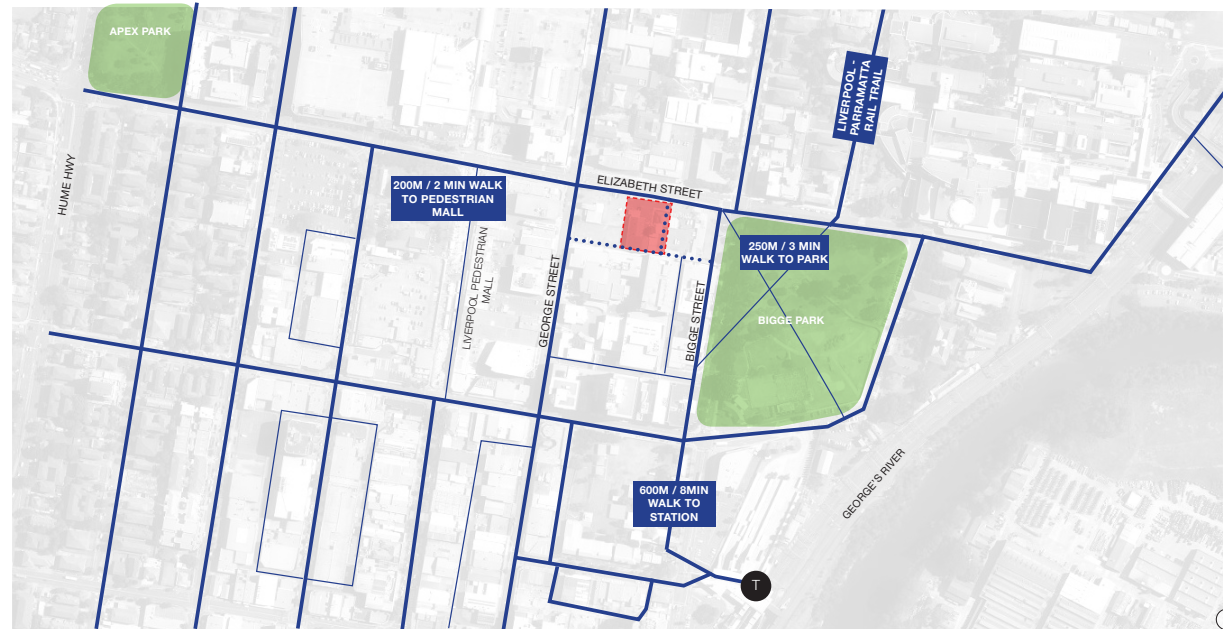 APEX PARK
LIVERPOOL -
PARRAMATTA
RAIL TRAIL
HUME HWY
200M / 2 MIN WALK
TO PEDESTRIAN
MALL
ELIZABETH STREET
250M / 3 MIN
WALK TO PARK
LIVERPOOL PEDESTRIAN
MALL
GEORGE STREET
BIGGE STREET
BIGGE PARK
600M / 8MIN
WALK TO
STATION
GEORGE'S RIVER
T